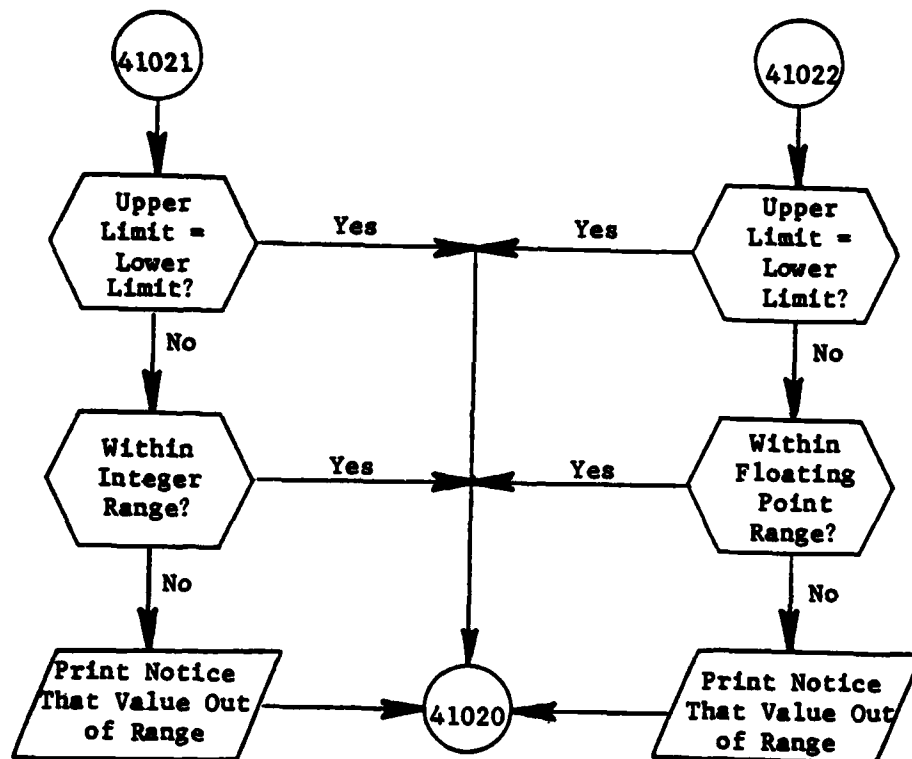 41021
41022
Upper
Limit =
Lower
Limit?
Yes
Yes
Upper
Limit =
Lower
Limit?
No
No
Within
Integer
Range?
Yes
Yes
Within
Floating
Point
Range?
No
No
Print Notice
That Value Out
of Range
41020
Print Notice
That Value Out
of Range